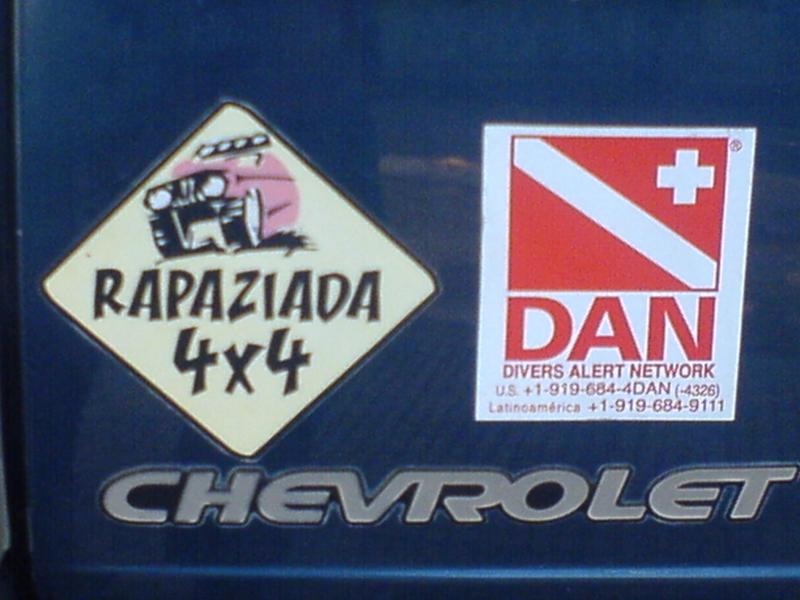 RAPAZIADA
4x4
®
DAN
DIVERS ALERT NETWORK
U.S. +1-919-684-4DAN (-4326)
Latinoamérica +1-919-684-9111
CHEVROLET